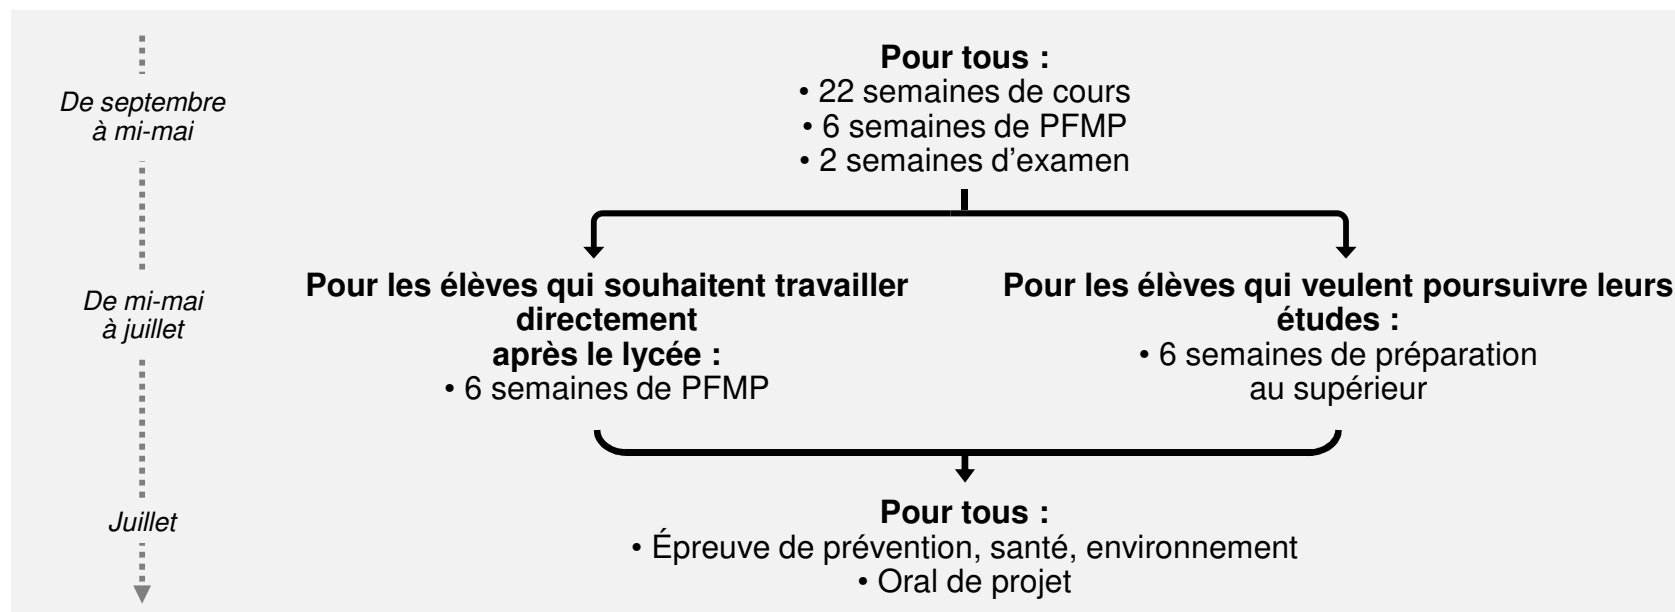 De septembre
à mi-mai
Pour tous :
• 22 semaines de cours
• 6 semaines de PFMP
• 2 semaines d’examen
De mi-mai
à juillet
Pour les élèves qui souhaitent travailler
directement
après le lycée :
• 6 semaines de PFMP
Pour les élèves qui veulent poursuivre leurs
études :
• 6 semaines de préparation
au supérieur
Juillet
Pour tous :
• Épreuve de prévention, santé, environnement
• Oral de projet